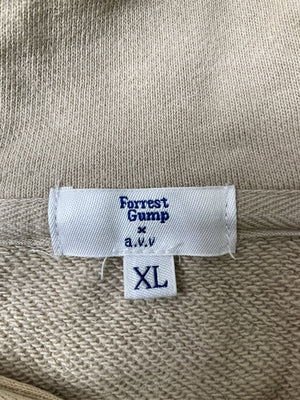 Forrest
Gump
×
a.v.v
XL